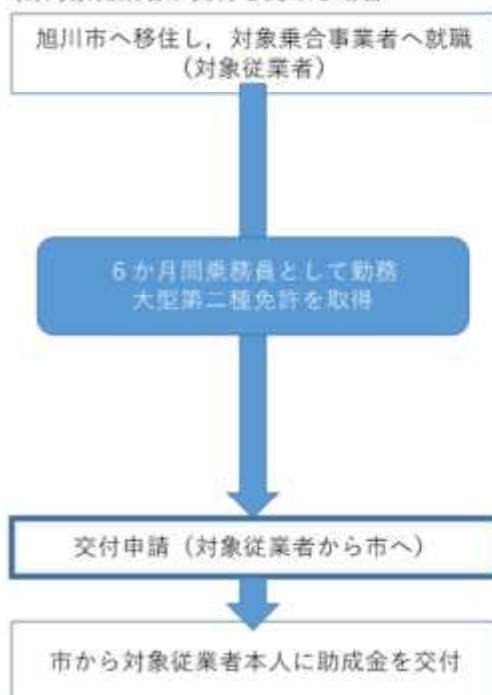 旭川市へ移住し，対象乗合事業者へ就職
（対象従業者）
６か月間乗務員として勤務
大型第二種免許を取得
交付申請（対象従業者から市へ）
市から対象従業者本人に助成金を交付